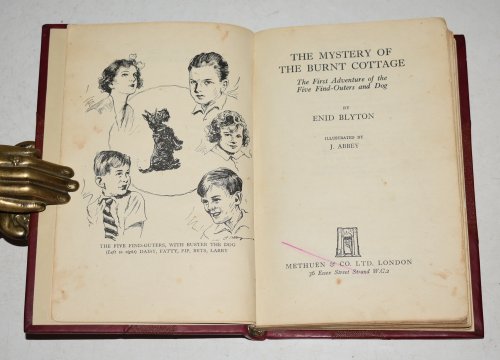 THE FIVE FIND-OUTERS, WITH BUSTER THE DOG
(Left to right) DAISY, FATTY, PIP, BETS, LARRY
THE MYSTERY OF
THE BURNT COTTAGE
The First Adventure of the
Five Find-Outers and Dog
BY
ENID BLYTON
ILLUSTRATED BY
J. ABBEY
METHUEN & CO. LTD. LONDON
36 Essex Street Strand W.C.2